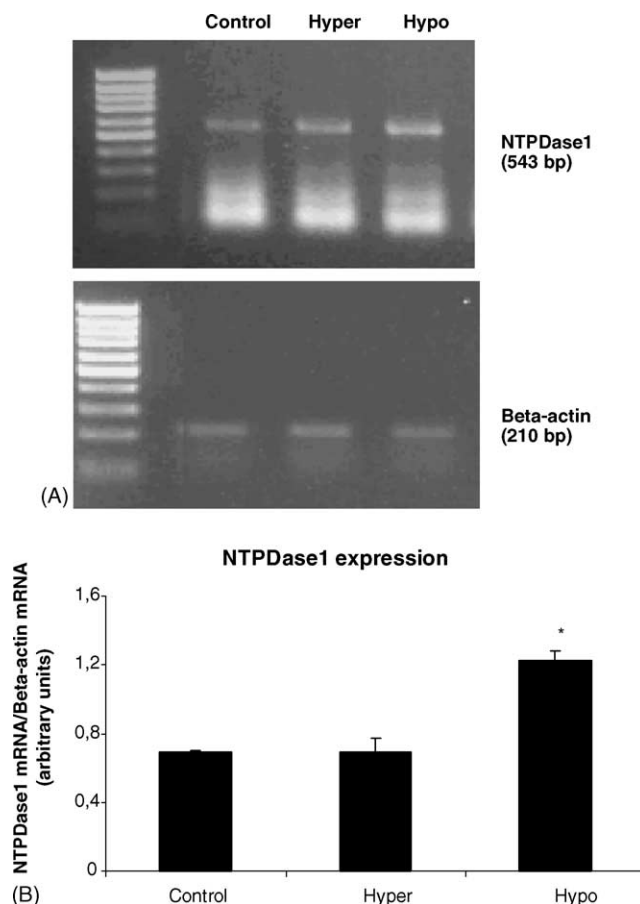 Control Hyper Hypo
NTPDase1
(543 bp)
Beta-actin
(210 bp)
(A)
NTPDase1 expression
NTPDase1 mRNA/Beta-actin mRNA
(arbitrary units)
1,6
1,2
0,8
0,4
0
*
Control Hyper Hypo
(B)